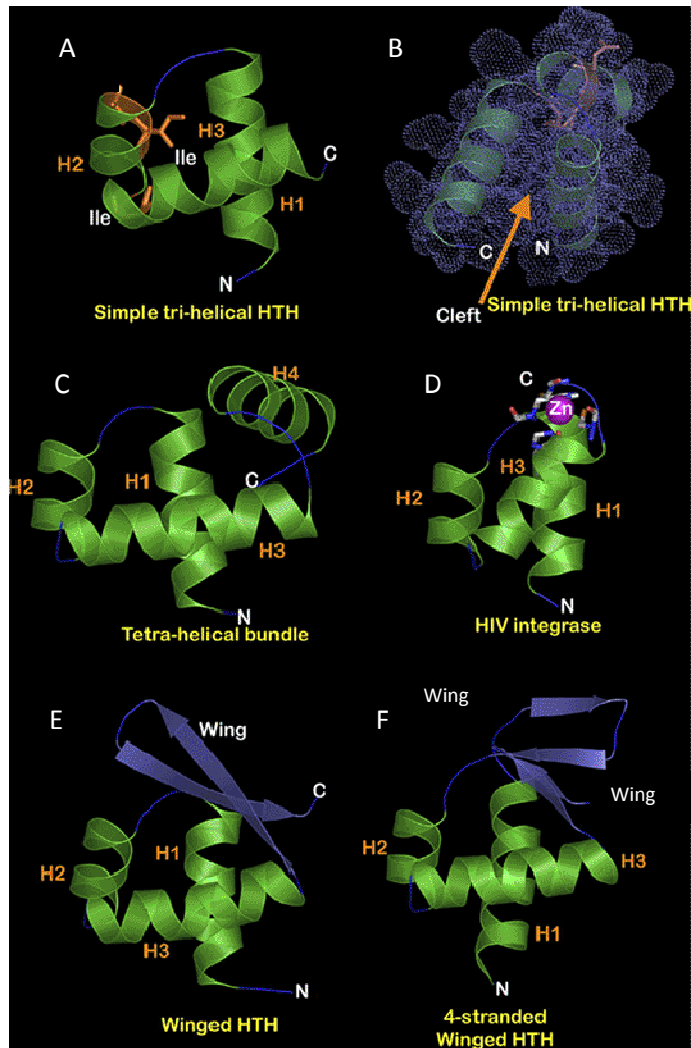 A
H3
H2
Ile
C
Ile
H1
N
Simple tri-helical HTH
B
C
N
Cleft
Simple tri-helical HTH
C
H4
H2
H1
C
H3
N
Tetra-helical bundle
D
C
Zn
H3
H2
H1
N
HIV integrase
E
Wing
C
H1
H2
H3
N
Winged HTH
F
Wing
Wing
H2
H3
H1
N
4-stranded
Winged HTH